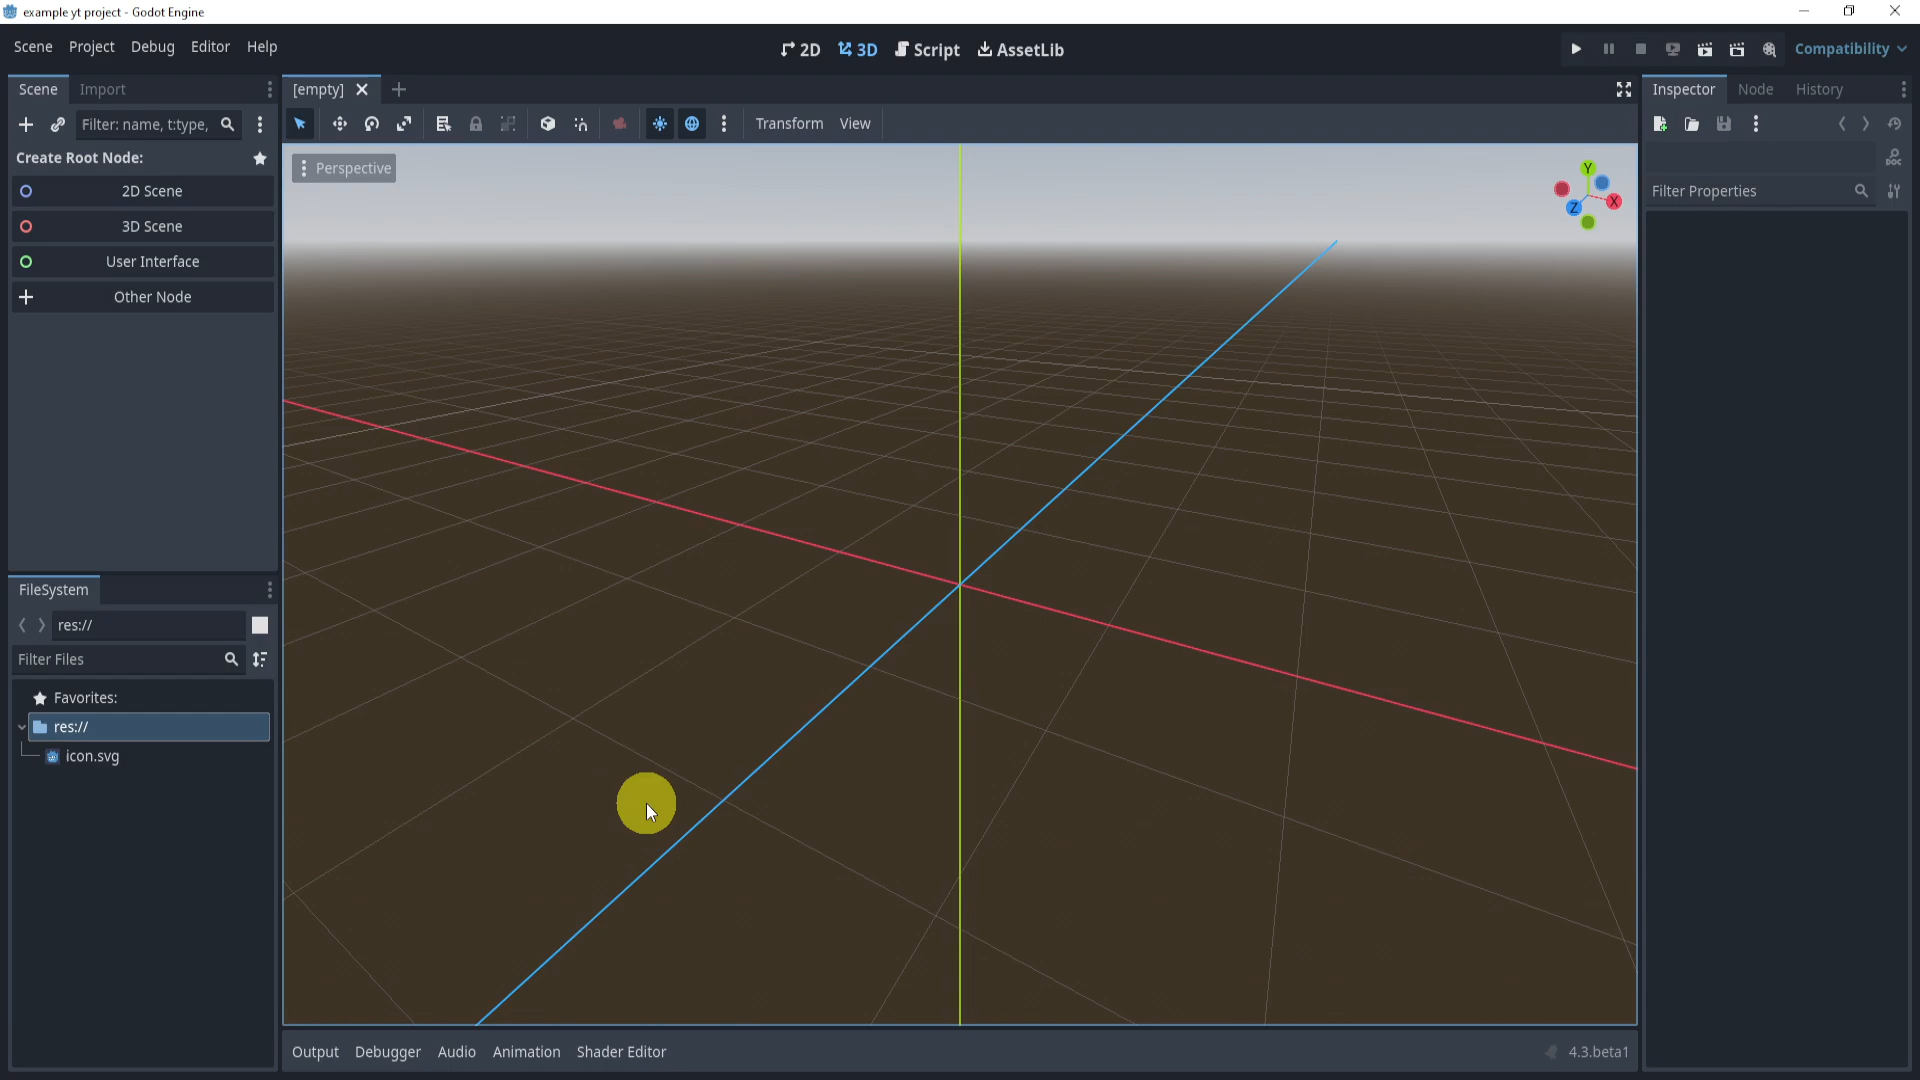 example yt project - Godot Engine
Scene Project Debug Editor Help
2D 3D Script AssetLib
Compatibility
Scene Import
[empty]
Inspector Node History
Filter: name, t:type,
Transform View
Create Root Node:
2D Scene
3D Scene
User Interface
Other Node
Perspective
Y
X
Z
DOC
Filter Properties
FileSystem
res://
Filter Files
Favorites:
res://
icon.svg
Output Debugger Audio Animation Shader Editor
4.3.beta1